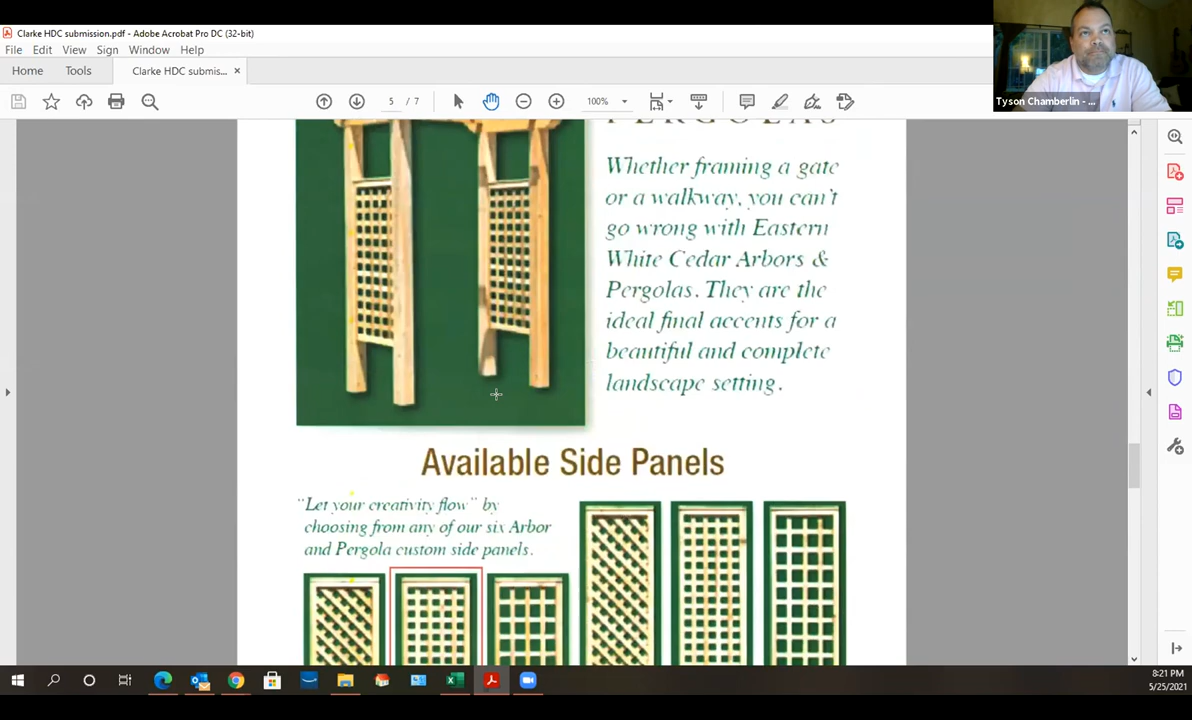 Clarke HDC submission.pdf - Adobe Acrobat Pro DC (32-bit)
File Edit View Sign Window Help
Home Tools Clarke HDC submis... ×
5 / 7 100%
Tyson Chamberlin - ...
PERGOLAS
Whether framing a gate
or a walkway, you can't
go wrong with Eastern
White Cedar Arbors &
Pergolas. They are the
ideal final accents for a
beautiful and complete
landscape setting.
Available Side Panels
"Let your creativity flow" by
choosing from any of our six Arbor
and Pergola custom side panels.
8:21 PM
5/25/2021